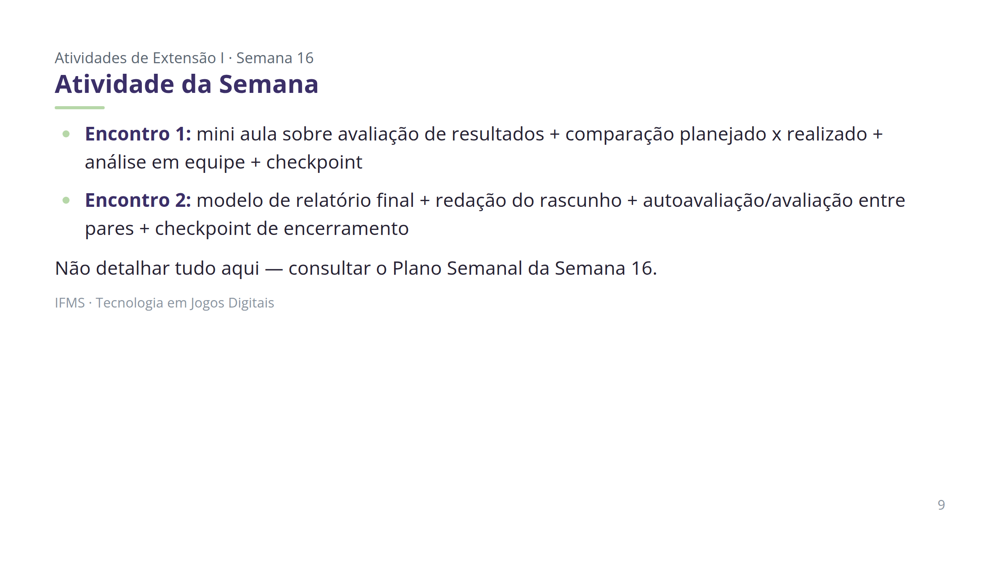 Atividades de Extensão I · Semana 16
Atividade da Semana
Encontro 1: mini aula sobre avaliação de resultados + comparação planejado x realizado +
análise em equipe + checkpoint
Encontro 2: modelo de relatório final + redação do rascunho + autoavaliação/avaliação entre
pares + checkpoint de encerramento
Não detalhar tudo aqui — consultar o Plano Semanal da Semana 16.
IFMS · Tecnologia em Jogos Digitais
9